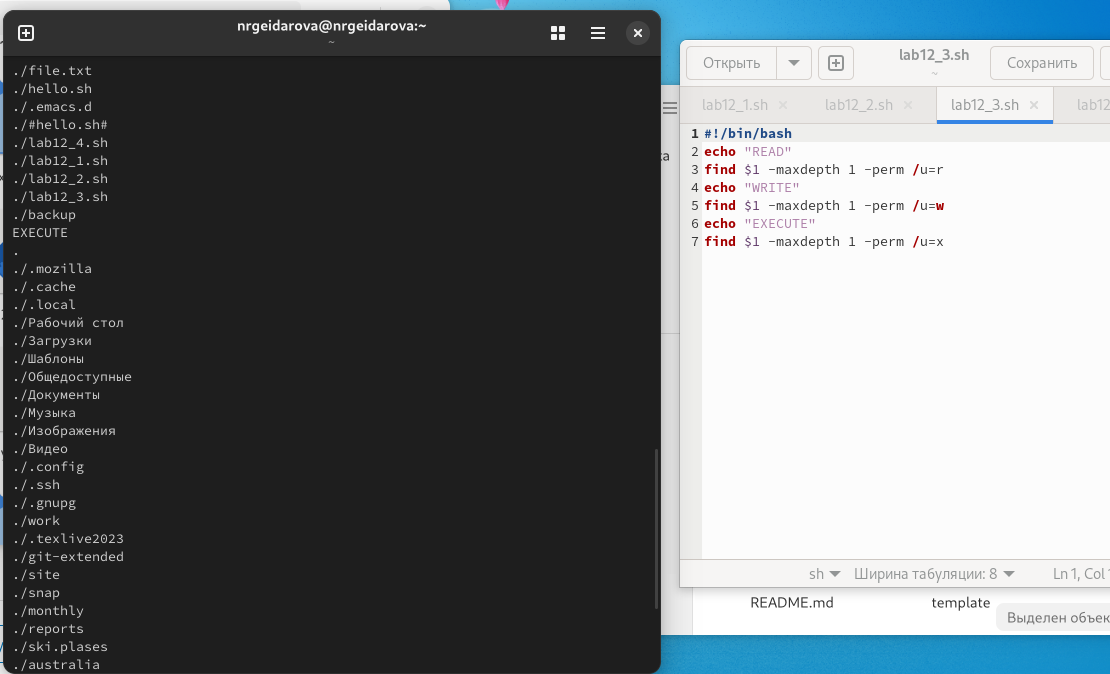 nrgeidarova@nrgeidarova:~
~
./file.txt
./hello.sh
./.emacs.d
./#hello.sh#
./lab12_4.sh
./lab12_1.sh
./lab12_2.sh
./lab12_3.sh
./backup
EXECUTE
.
./.mozilla
./.cache
./.local
./Рабочий стол
./Загрузки
./Шаблоны
./Общедоступные
./Документы
./Музыка
./Изображения
./Видео
./.config
./.ssh
./.gnupg
./work
./.texlive2023
./git-extended
./site
./snap
./monthly
./reports
./ski.plases
./australia
Открыть
lab12_3.sh
~
Сохранить
lab12_1.sh × lab12_2.sh × lab12_3.sh × lab12
1 #!/bin/bash
2 echo "READ"
3 find $1 -maxdepth 1 -perm /u=r
4 echo "WRITE"
5 find $1 -maxdepth 1 -perm /u=w
6 echo "EXECUTE"
7 find $1 -maxdepth 1 -perm /u=x
sh Ширина табуляции: 8 Ln 1, Col
README.md template
Выделен объек